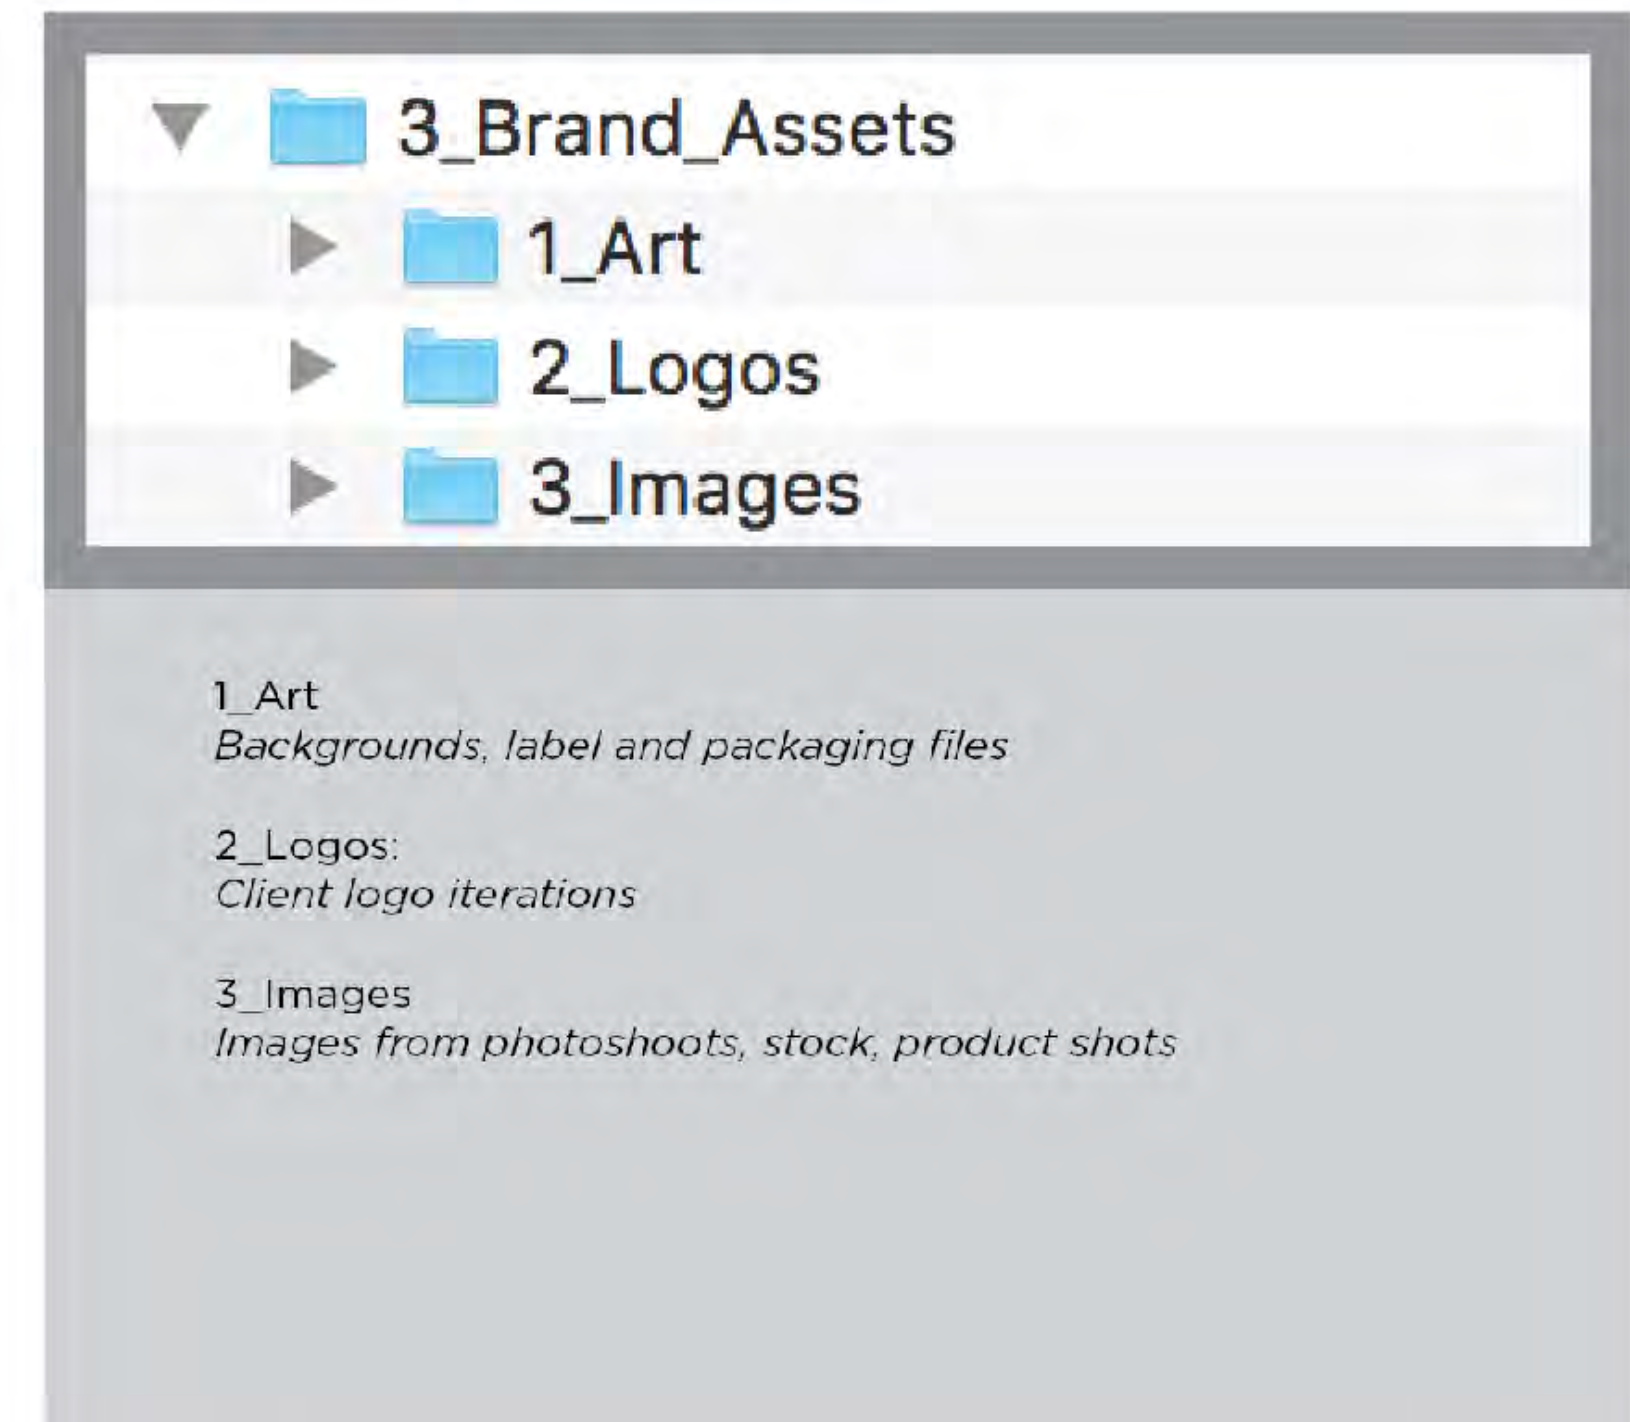 3_Brand_Assets
1_Art
2_Logos
3_Images
1_Art
Backgrounds, label and packaging files
2_Logos:
Client logo iterations
3_Images
Images from photoshoots, stock, product shots